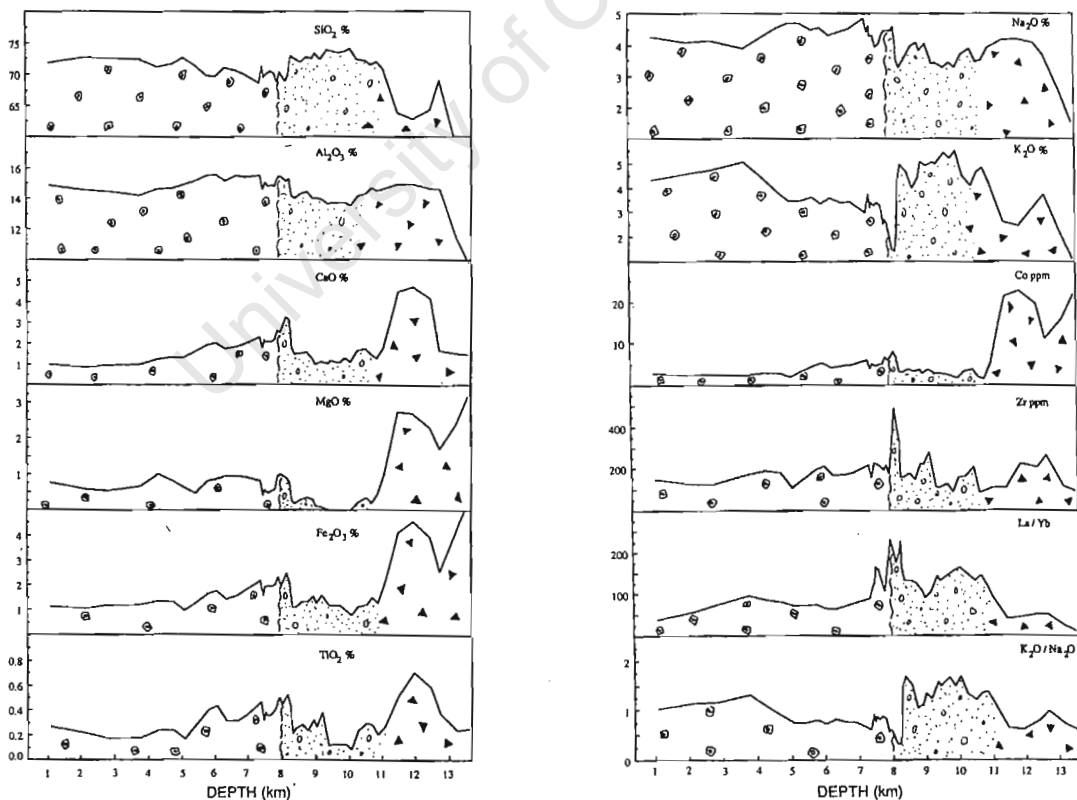 SiO2 %
75
70
65
Al2O3 %
16
14
12
CaO %
5
4
3
2
1
MgO %
3
2
1
Fe2O3 %
4
3
2
1
TiO2 %
0.8
0.6
0.4
0.2
0.0
1 2 3 4 5 6 7 8 9 10 11 12 13
DEPTH (km)
Na2O %
5
4
3
2
K2O %
5
4
3
2
Co ppm
20
10
Zr ppm
400
200
La / Yb
200
100
K2O / Na2O
2
1
0
1 2 3 4 5 6 7 8 9 10 11 12 13
DEPTH (km)
University of C